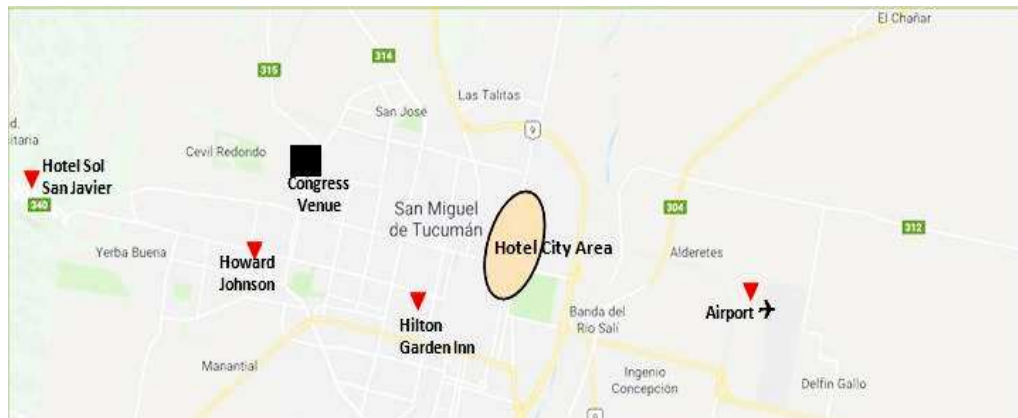 El Chañar
315
314
Las Talitas
San José
9
d.
citaria
Cevil Redondo
Hotel Sol
San Javier
Congress
Venue
340
304
312
San Miguel
de Tucumán
Hotel City Area
Yerba Buena
Alderetes
Howard
Johnson
Airport
Banda del
Río Salí
Hilton
Garden Inn
Manantial
Ingenio
Concepción
Delfín Gallo
9